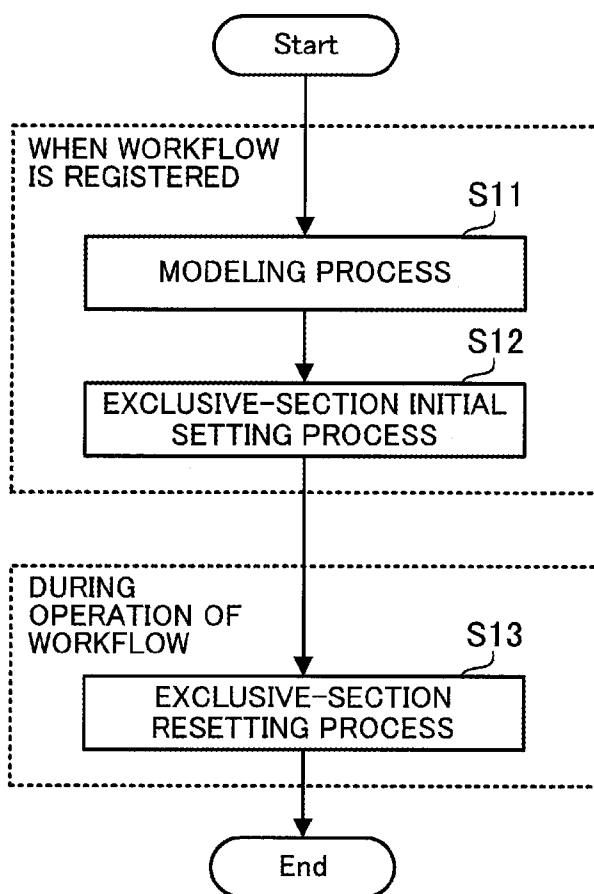 Start
WHEN WORKFLOW
IS REGISTERED
S11
MODELING PROCESS
S12
EXCLUSIVE-SECTION INITIAL
SETTING PROCESS
DURING
OPERATION OF
WORKFLOW
S13
EXCLUSIVE-SECTION
RESETTING PROCESS
End